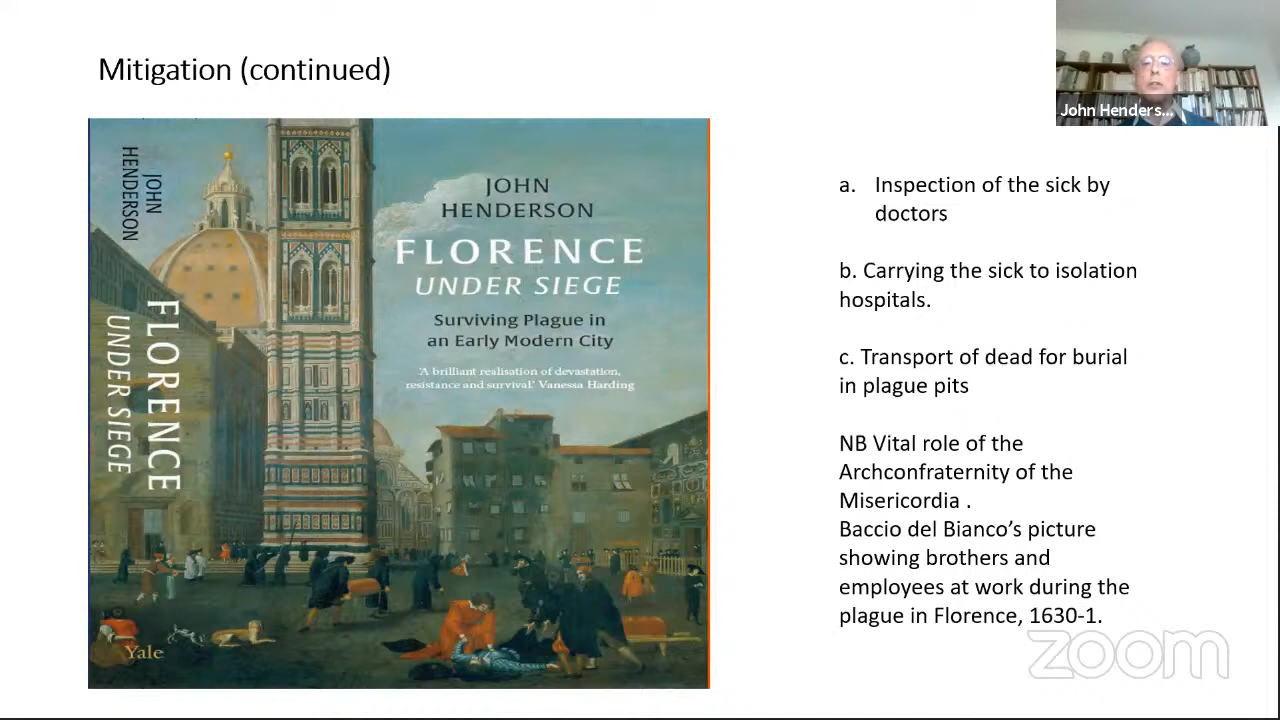 Mitigation (continued)
John Henders...
JOHN
HENDERSON
FLORENCE
UNDER SIEGE
JOHN
HENDERSON
FLORENCE
UNDER SIEGE
Surviving Plague in
an Early Modern City
'A brilliant realisation of devastation,
resistance and survival.' Vanessa Harding
Yale
a. Inspection of the sick by
doctors
b. Carrying the sick to isolation
hospitals.
c. Transport of dead for burial
in plague pits
NB Vital role of the
Archconfraternity of the
Misericordia .
Baccio del Bianco’s picture
showing brothers and
employees at work during the
plague in Florence, 1630-1.
zoom